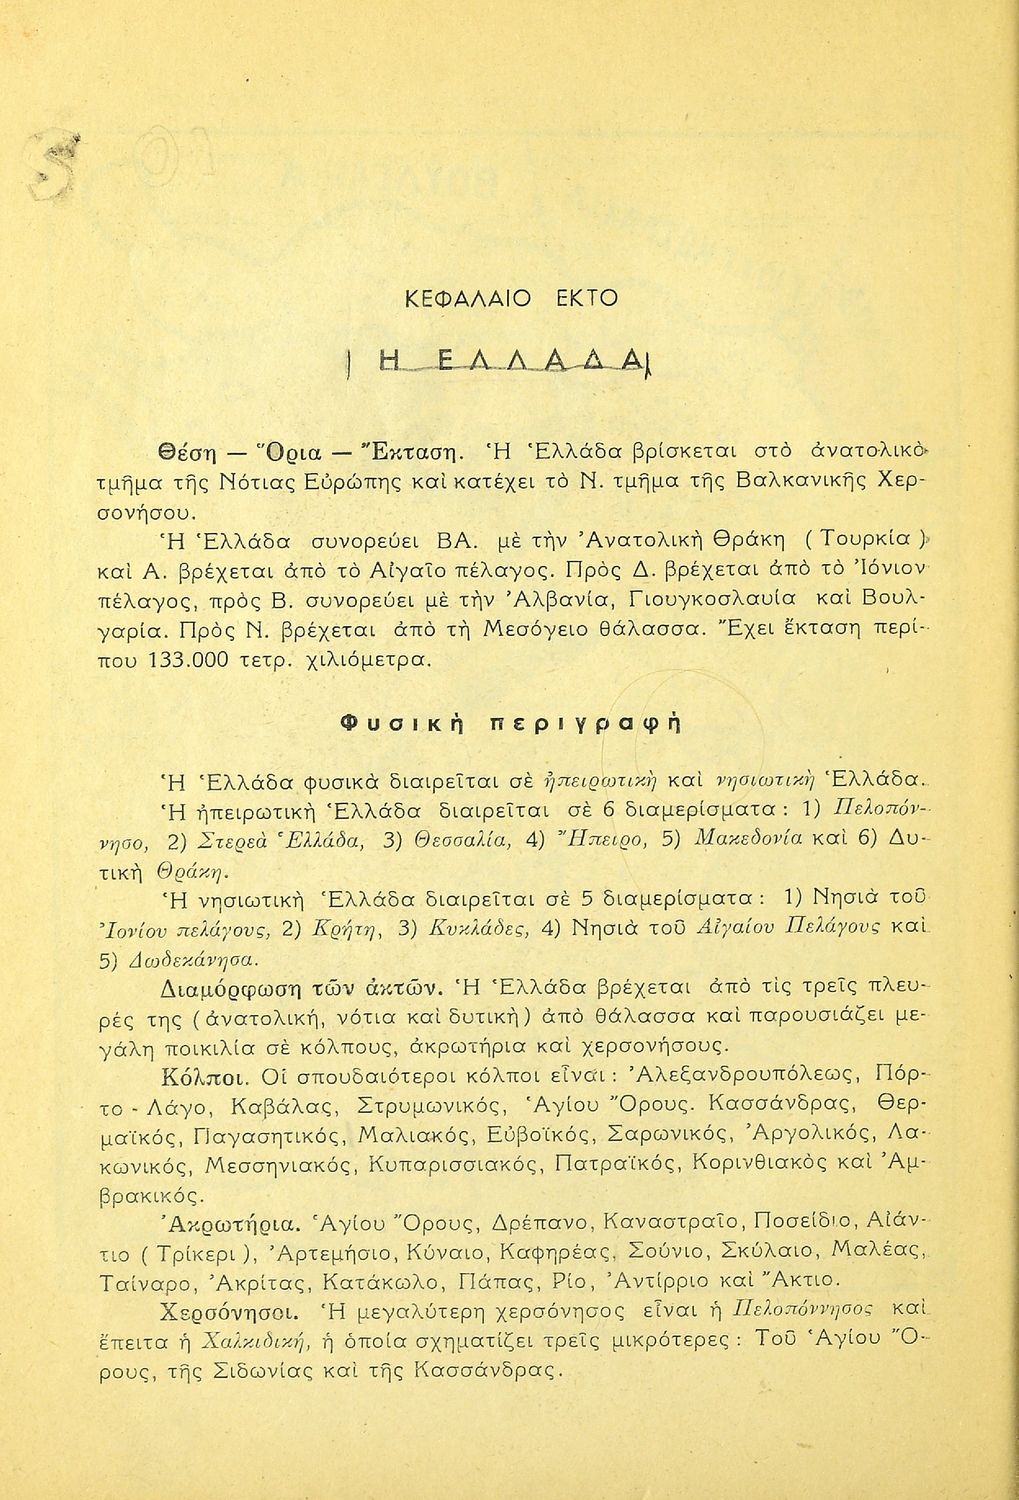 ΚΕΦΑΛΑΙΟ ΕΚΤΟ
Η ΕΛΛΑΔΑ
Θέση — Ὅρια — Ἔκταση. Ἡ Ἑλλάδα βρίσκεται στὸ ἀνατολικὸ
τμῆμα τῆς Νότιας Εὐρώπης καὶ κατέχει τὸ Ν. τμῆμα τῆς Βαλκανικῆς Χερ-
σονήσου.
Ἡ Ἑλλάδα συνορεύει ΒΑ. μὲ τὴν Ἀνατολικὴ Θράκη (Τουρκία)
καὶ Α. βρέχεται ἀπὸ τὸ Αἰγαῖο πέλαγος. Πρὸς Δ. βρέχεται ἀπὸ τὸ Ἰόνιον
πέλαγος, πρὸς Β. συνορεύει μὲ τὴν Ἀλβανία, Γιουγκοσλαυία καὶ Βουλ-
γαρία. Πρὸς Ν. βρέχεται ἀπὸ τὴ Μεσόγειο θάλασσα. Ἔχει ἔκταση περί-
που 133.000 τετρ. χιλιόμετρα.
Φυσικὴ περιγραφὴ
Ἡ Ἑλλάδα φυσικὰ διαιρεῖται σὲ ἠπειρωτικὴ καὶ νησιωτικὴ Ἑλλάδα.
Ἡ ἠπειρωτικὴ Ἑλλάδα διαιρεῖται σὲ 6 διαμερίσματα : 1) Πελοπόν-
νησο, 2) Στερεὰ Ἑλλάδα, 3) Θεσσαλία, 4) Ἤπειρο, 5) Μακεδονία καὶ 6) Δυ-
τικὴ Θράκη.
Ἡ νησιωτικὴ Ἑλλάδα διαιρεῖται σὲ 5 διαμερίσματα : 1) Νησιὰ τοῦ
Ἰονίου πελάγους, 2) Κρήτη, 3) Κυκλάδες, 4) Νησιὰ τοῦ Αἰγαίου Πελάγους καὶ
5) Δωδεκάνησα.
Διαμόρφωση τῶν ἀκτῶν. Ἡ Ἑλλάδα βρέχεται ἀπὸ τὶς τρεῖς πλευ-
ρές της (ἀνατολική, νότια καὶ δυτικὴ) ἀπὸ θάλασσα καὶ παρουσιάζει με-
γάλη ποικιλία σὲ κόλπους, ἀκρωτήρια καὶ χερσονήσους.
Κόλποι. Οἱ σπουδαιότεροι κόλποι εἶναι : Ἀλεξανδρουπόλεως, Πόρ-
το - Λάγο, Καβάλας, Στρυμωνικός, Ἁγίου Ὄρους. Κασσάνδρας, Θερ-
μαϊκός, Παγασητικός, Μαλιακός, Εὐβοϊκός, Σαρωνικός, Ἀργολικός, Λα-
κωνικός, Μεσσηνιακός, Κυπαρισσιακός, Πατραϊκός, Κορινθιακὸς καὶ Ἀμ-
βρακικός.
Ἀκρωτήρια. Ἁγίου Ὄρους, Δρέπανο, Καναστραῖο, Ποσείδιο, Αἰάν-
τιο (Τρίκερι), Ἀρτεμήσιο, Κύναιο, Καφηρέας, Σούνιο, Σκύλαιο, Μαλέας,
Ταίναρο, Ἀκρίτας, Κατάκωλο, Πάπας, Ρίο, Ἀντίρριο καὶ Ἄκτιο.
Χερσόνησοι. Ἡ μεγαλύτερη χερσόνησος εἶναι ἡ Πελοπόννησος καὶ
ἔπειτα ἡ Χαλκιδική, ἡ ὁποία σχηματίζει τρεῖς μικρότερες : Τοῦ Ἁγίου Ὄ-
ρους, τῆς Σιδωνίας καὶ τῆς Κασσάνδρας.